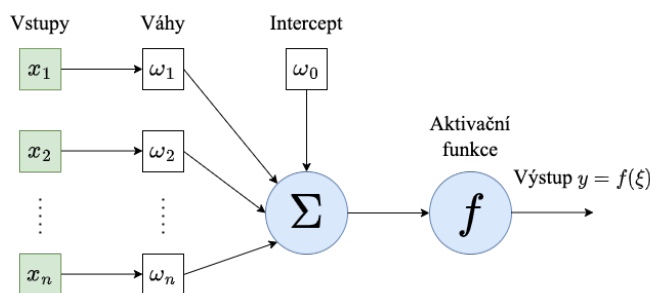 Vstupy
Váhy
Intercept
x₁
ω₁
ω₀
Aktivační
funkce
x₂
ω₂
Výstup y = f(ξ)
Σ
f
xₙ
ωₙ